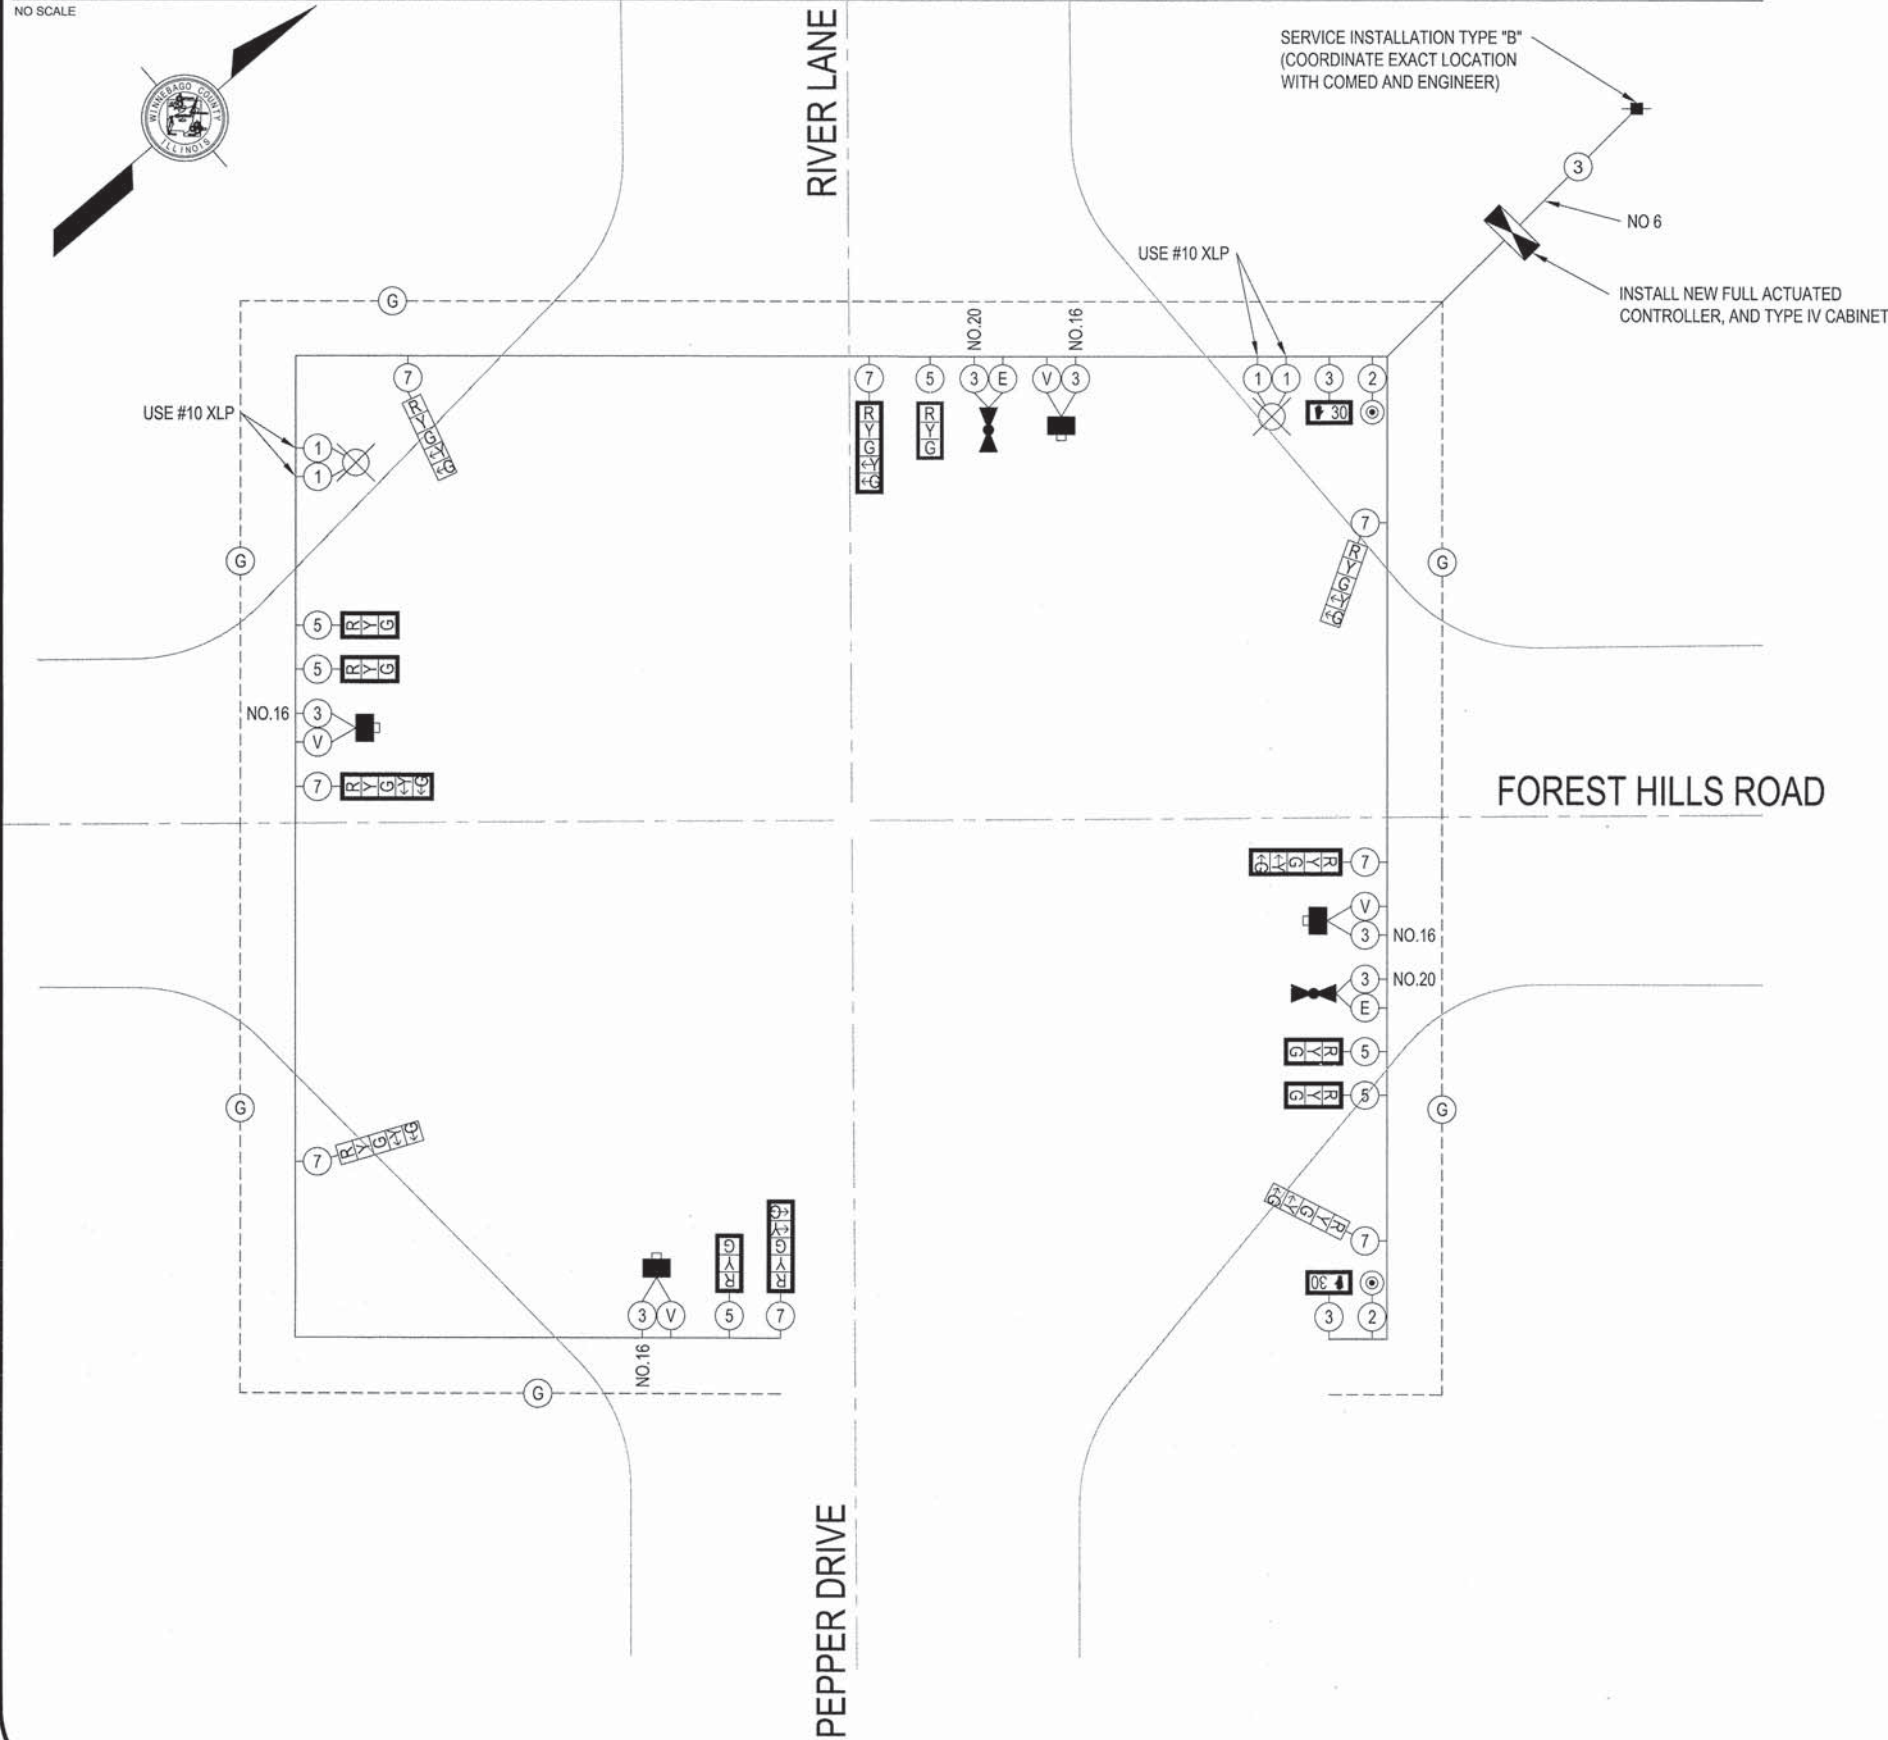 NO SCALE
WINNEBAGO COUNTY
ILLINOIS
RIVER LANE
SERVICE INSTALLATION TYPE "B"
(COORDINATE EXACT LOCATION
WITH COMED AND ENGINEER)
3
NO 6
INSTALL NEW FULL ACTUATED
CONTROLLER, AND TYPE IV CABINET
USE #10 XLP
G
NO.20
NO.16
7
7 5 3 E V 3 1 1 3 2
R Y G Y G
R Y G Y G
R Y G
30
USE #10 XLP
1
1
7
R Y G Y G
G
G
5 R Y G
5 R Y G
NO.16 3
V
7 R Y G Y G
FOREST HILLS ROAD
R Y G Y G 7
V
3 NO.16
3 NO.20
E
R Y G 5
R Y G 5
G
G
7 R Y G Y G
R Y G Y G 7
R Y G
R Y G Y G
30
3 V 5 7
3 2
NO.16
G
PEPPER DRIVE